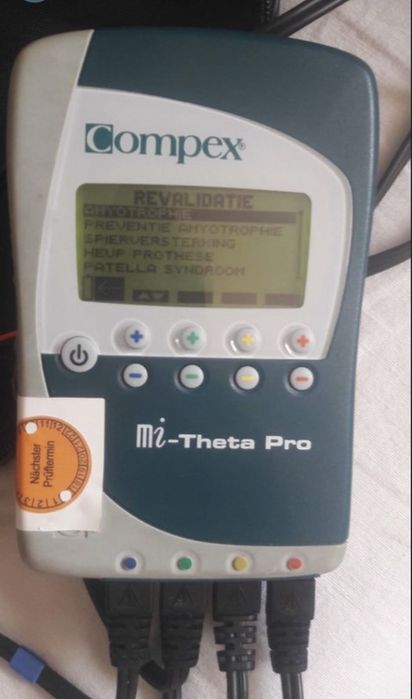 Compex®
REVALIDATIE
AMYOTROPHIE
PREVENTIE AMYOTROPHIE
SPIERVERSTERKING
HEUP PROTHESE
PATELLA SYNDROOM
mi-Theta Pro
Nächster
Prüftermin